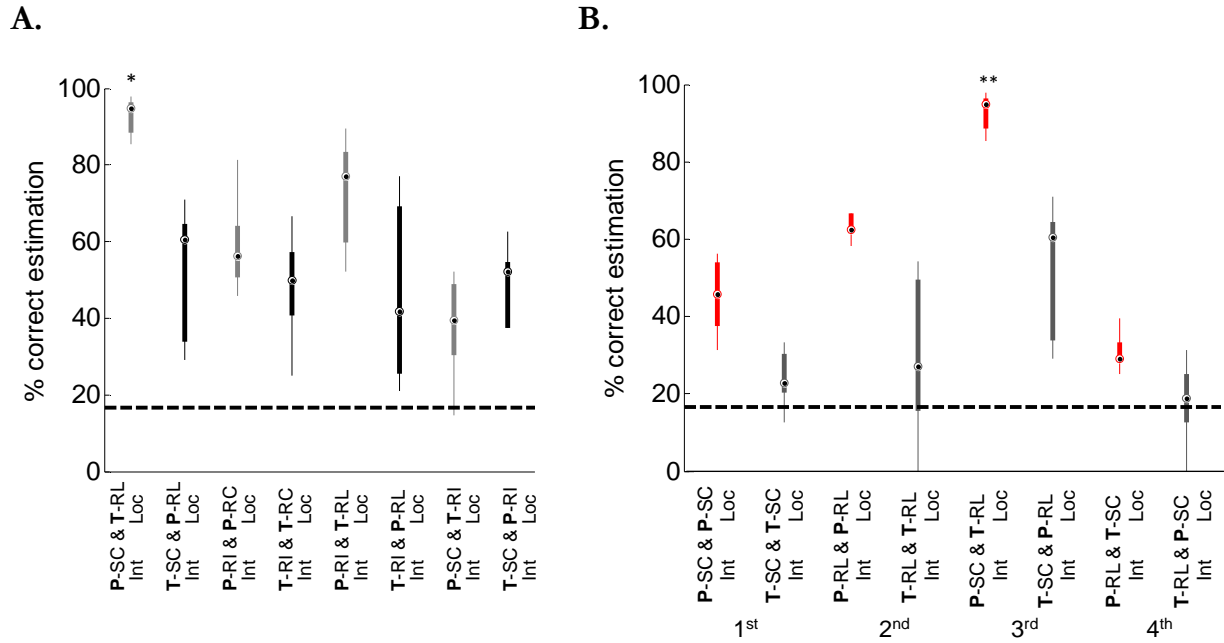 A.
% correct estimation
100
80
60
40
20
0
*
P-SC & T-RL
Int Loc
T-SC & P-RL
Int Loc
P-RI & P-RC
Int Loc
T-RI & T-RC
Int Loc
P-RI & T-RL
Int Loc
T-RI & P-RL
Int Loc
P-SC & T-RI
Int Loc
T-SC & P-RI
Int Loc
B.
% correct estimation
100
80
60
40
20
0
**
P-SC & P-SC
Int Loc
T-SC & T-SC
Int Loc
P-RL & P-RL
Int Loc
T-RL & T-RL
Int Loc
P-SC & T-RL
Int Loc
T-SC & P-RL
Int Loc
P-RL & T-SC
Int Loc
T-RL & P-SC
Int Loc
1st 2nd 3rd 4th